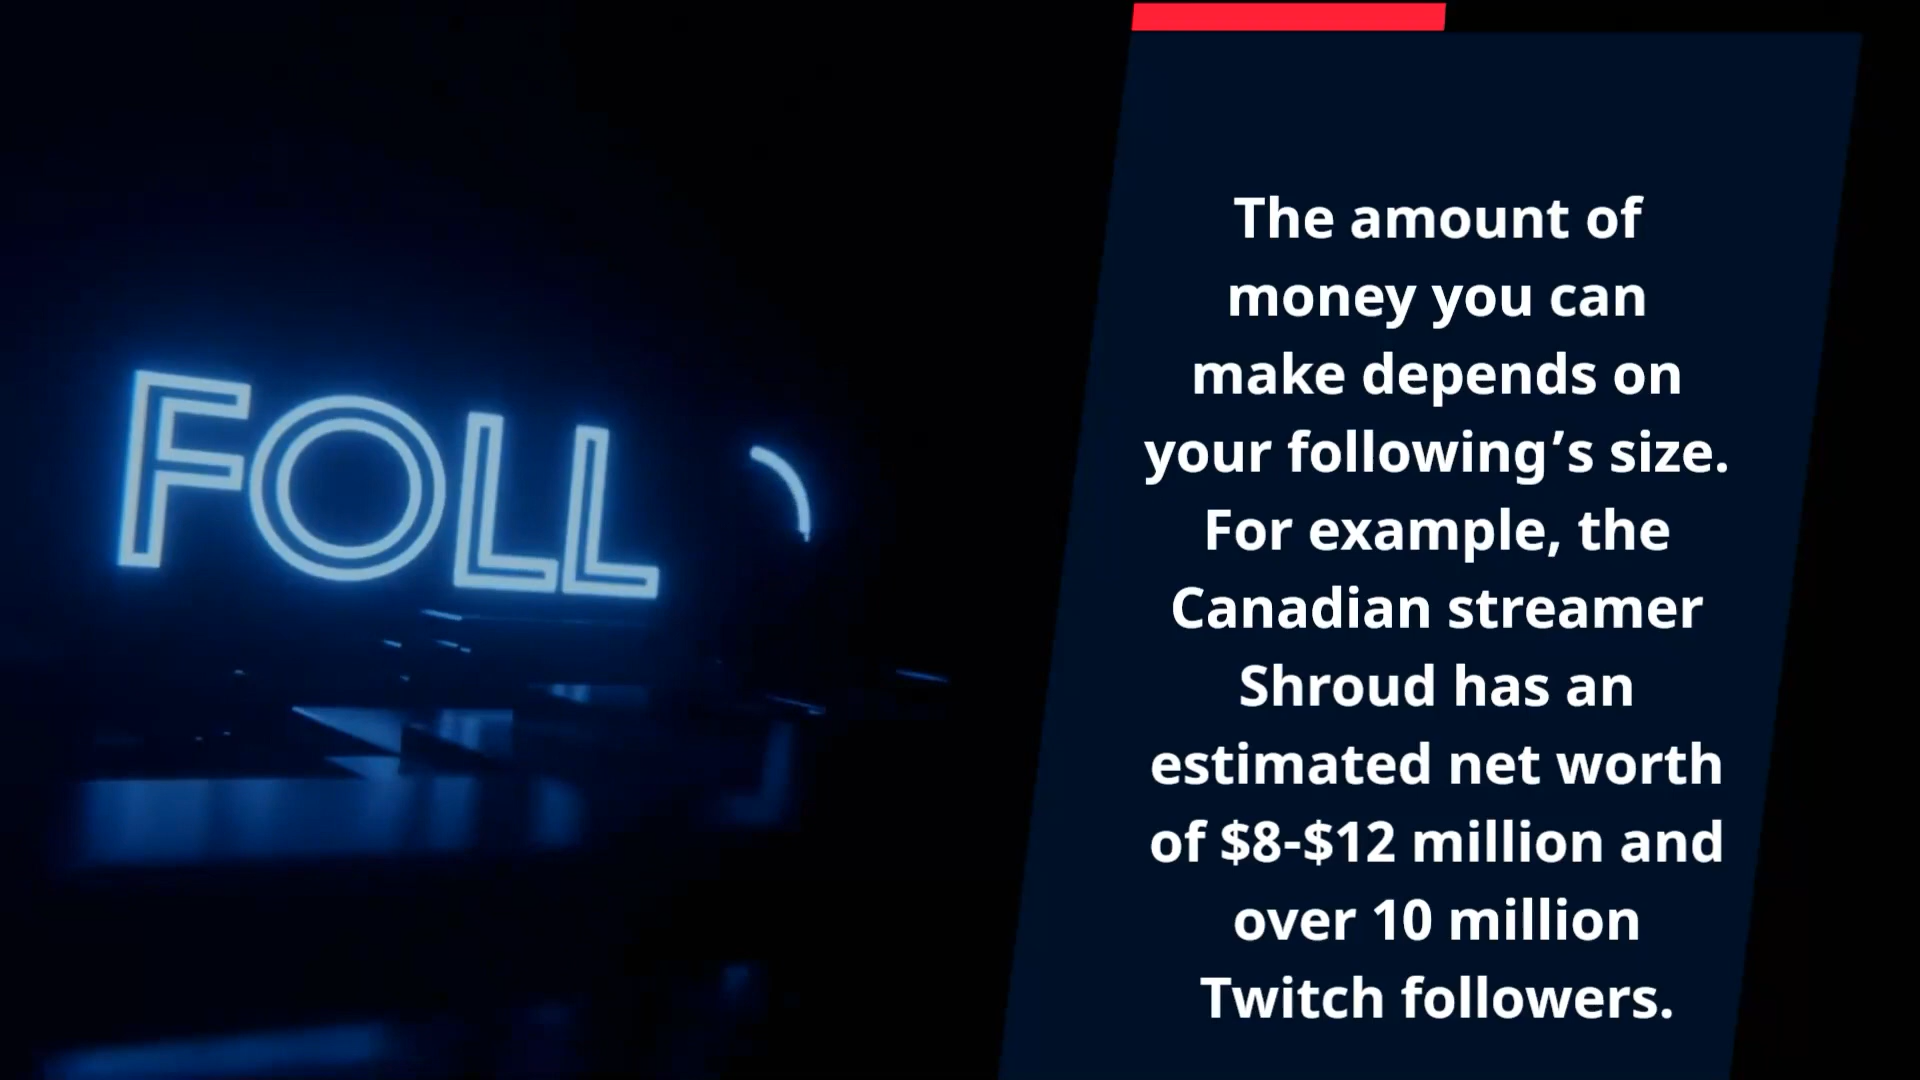 FOLL
The amount of
money you can
make depends on
your following’s size.
For example, the
Canadian streamer
Shroud has an
estimated net worth
of $8-$12 million and
over 10 million
Twitch followers.